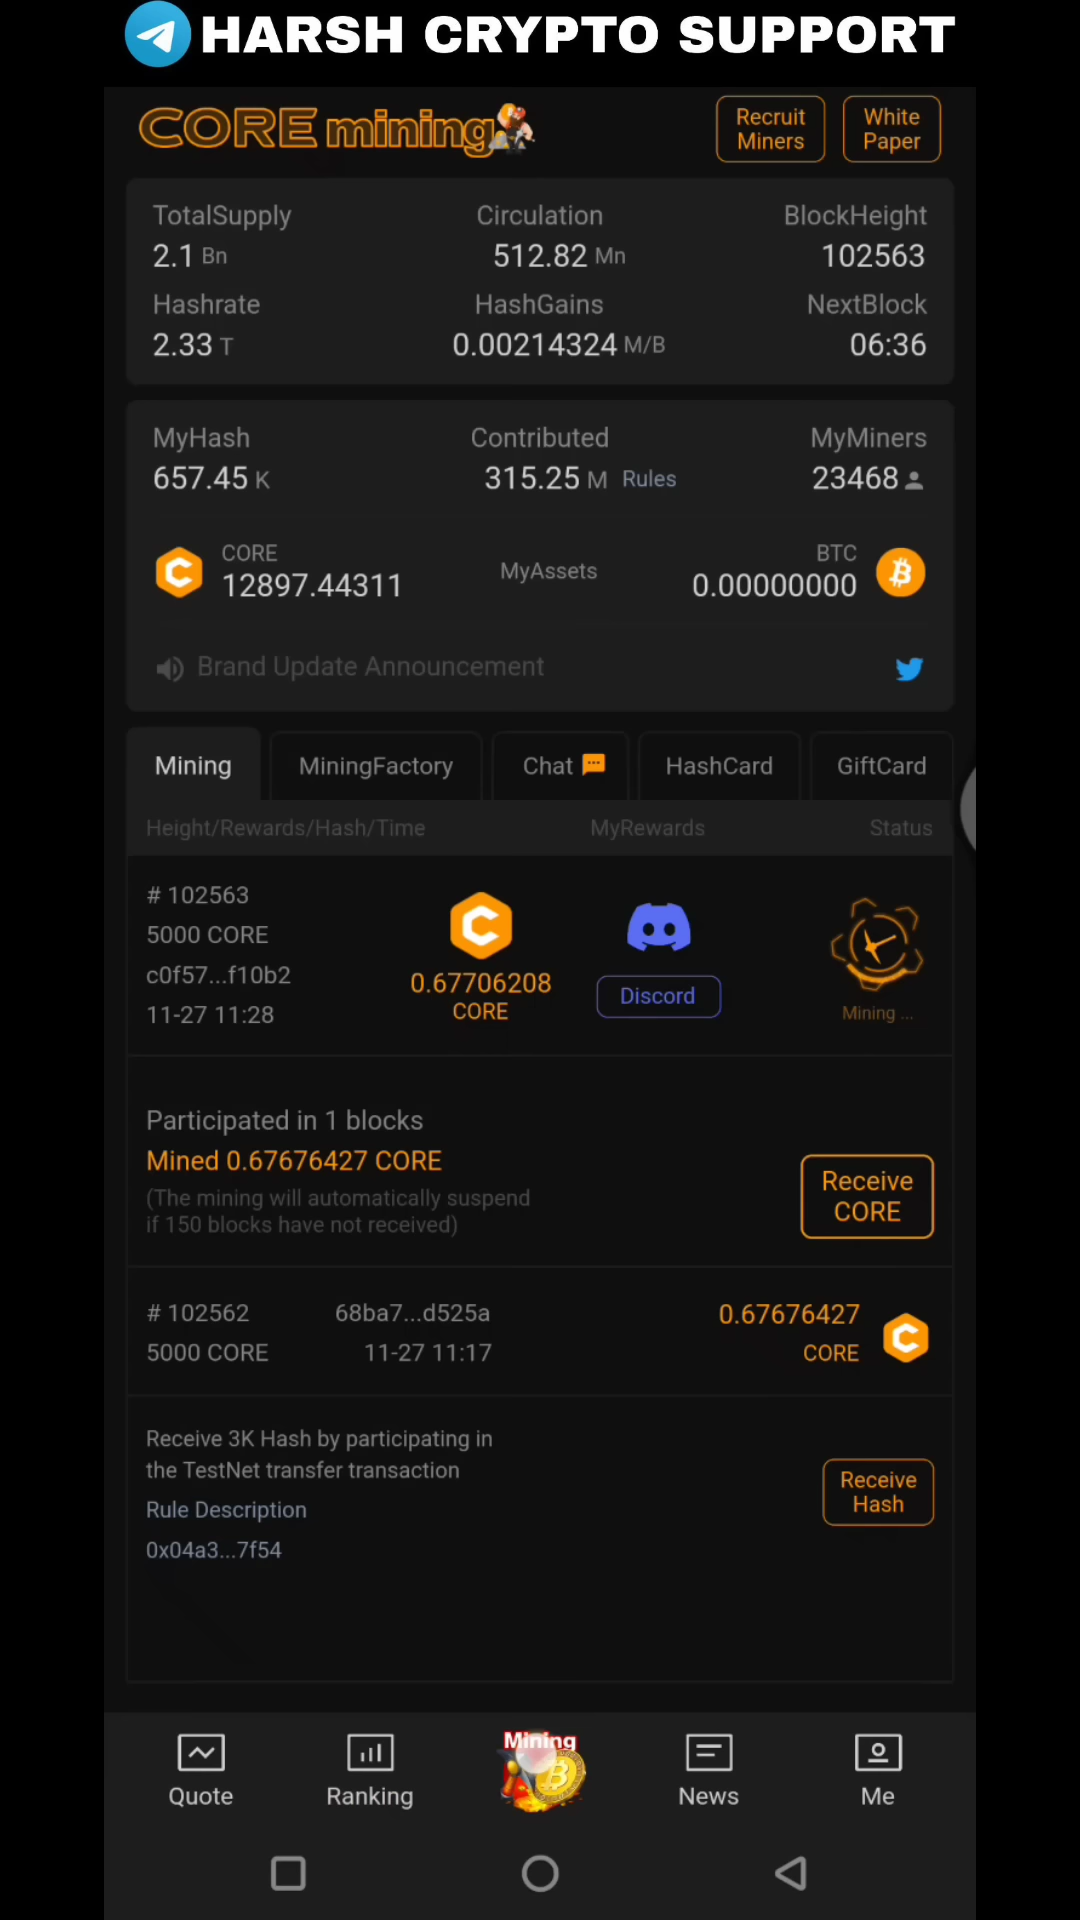 HARSH CRYPTO SUPPORT
CORE mining
Recruit Miners
White Paper
TotalSupply Circulation BlockHeight
2.1 Bn 512.82 Mn 102563
Hashrate HashGains NextBlock
2.33 T 0.00214324 M/B 06:36
MyHash Contributed MyMiners
657.45 K 315.25 M Rules 23468
CORE BTC
12897.44311 MyAssets 0.00000000
Brand Update Announcement
Mining MiningFactory Chat HashCard GiftCard
Height/Rewards/Hash/Time MyRewards Status
# 102563
5000 CORE
c0f57...f10b2
11-27 11:28
0.67706208
CORE
Discord
Mining ...
Participated in 1 blocks
Mined 0.67676427 CORE
(The mining will automatically suspend
if 150 blocks have not received)
Receive
CORE
# 102562 68ba7...d525a 0.67676427
5000 CORE 11-27 11:17 CORE
Receive 3K Hash by participating in
the TestNet transfer transaction
Rule Description
0x04a3...7f54
Receive
Hash
Mining
Quote Ranking News Me